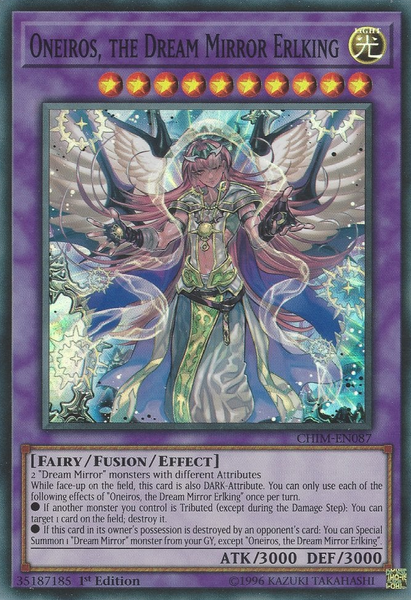 Oneiros, the Dream Mirror Erlking
LIGHT
光
CHIM-EN087
[Fairy/Fusion/Effect]
2 "Dream Mirror" monsters with different Attributes
While face-up on the field, this card is also DARK-Attribute. You can only use each of the
following effects of "Oneiros, the Dream Mirror Erlking" once per turn.
● If another monster you control is Tributed (except during the Damage Step): You can
target 1 card on the field; destroy it.
● If this card in its owner's possession is destroyed by an opponent's card: You can Special
Summon 1 "Dream Mirror" monster from your GY, except "Oneiros, the Dream Mirror Erlking".
ATK/3000 DEF/3000
35187185 1st Edition ©1996 KAZUKI TAKAHASHI